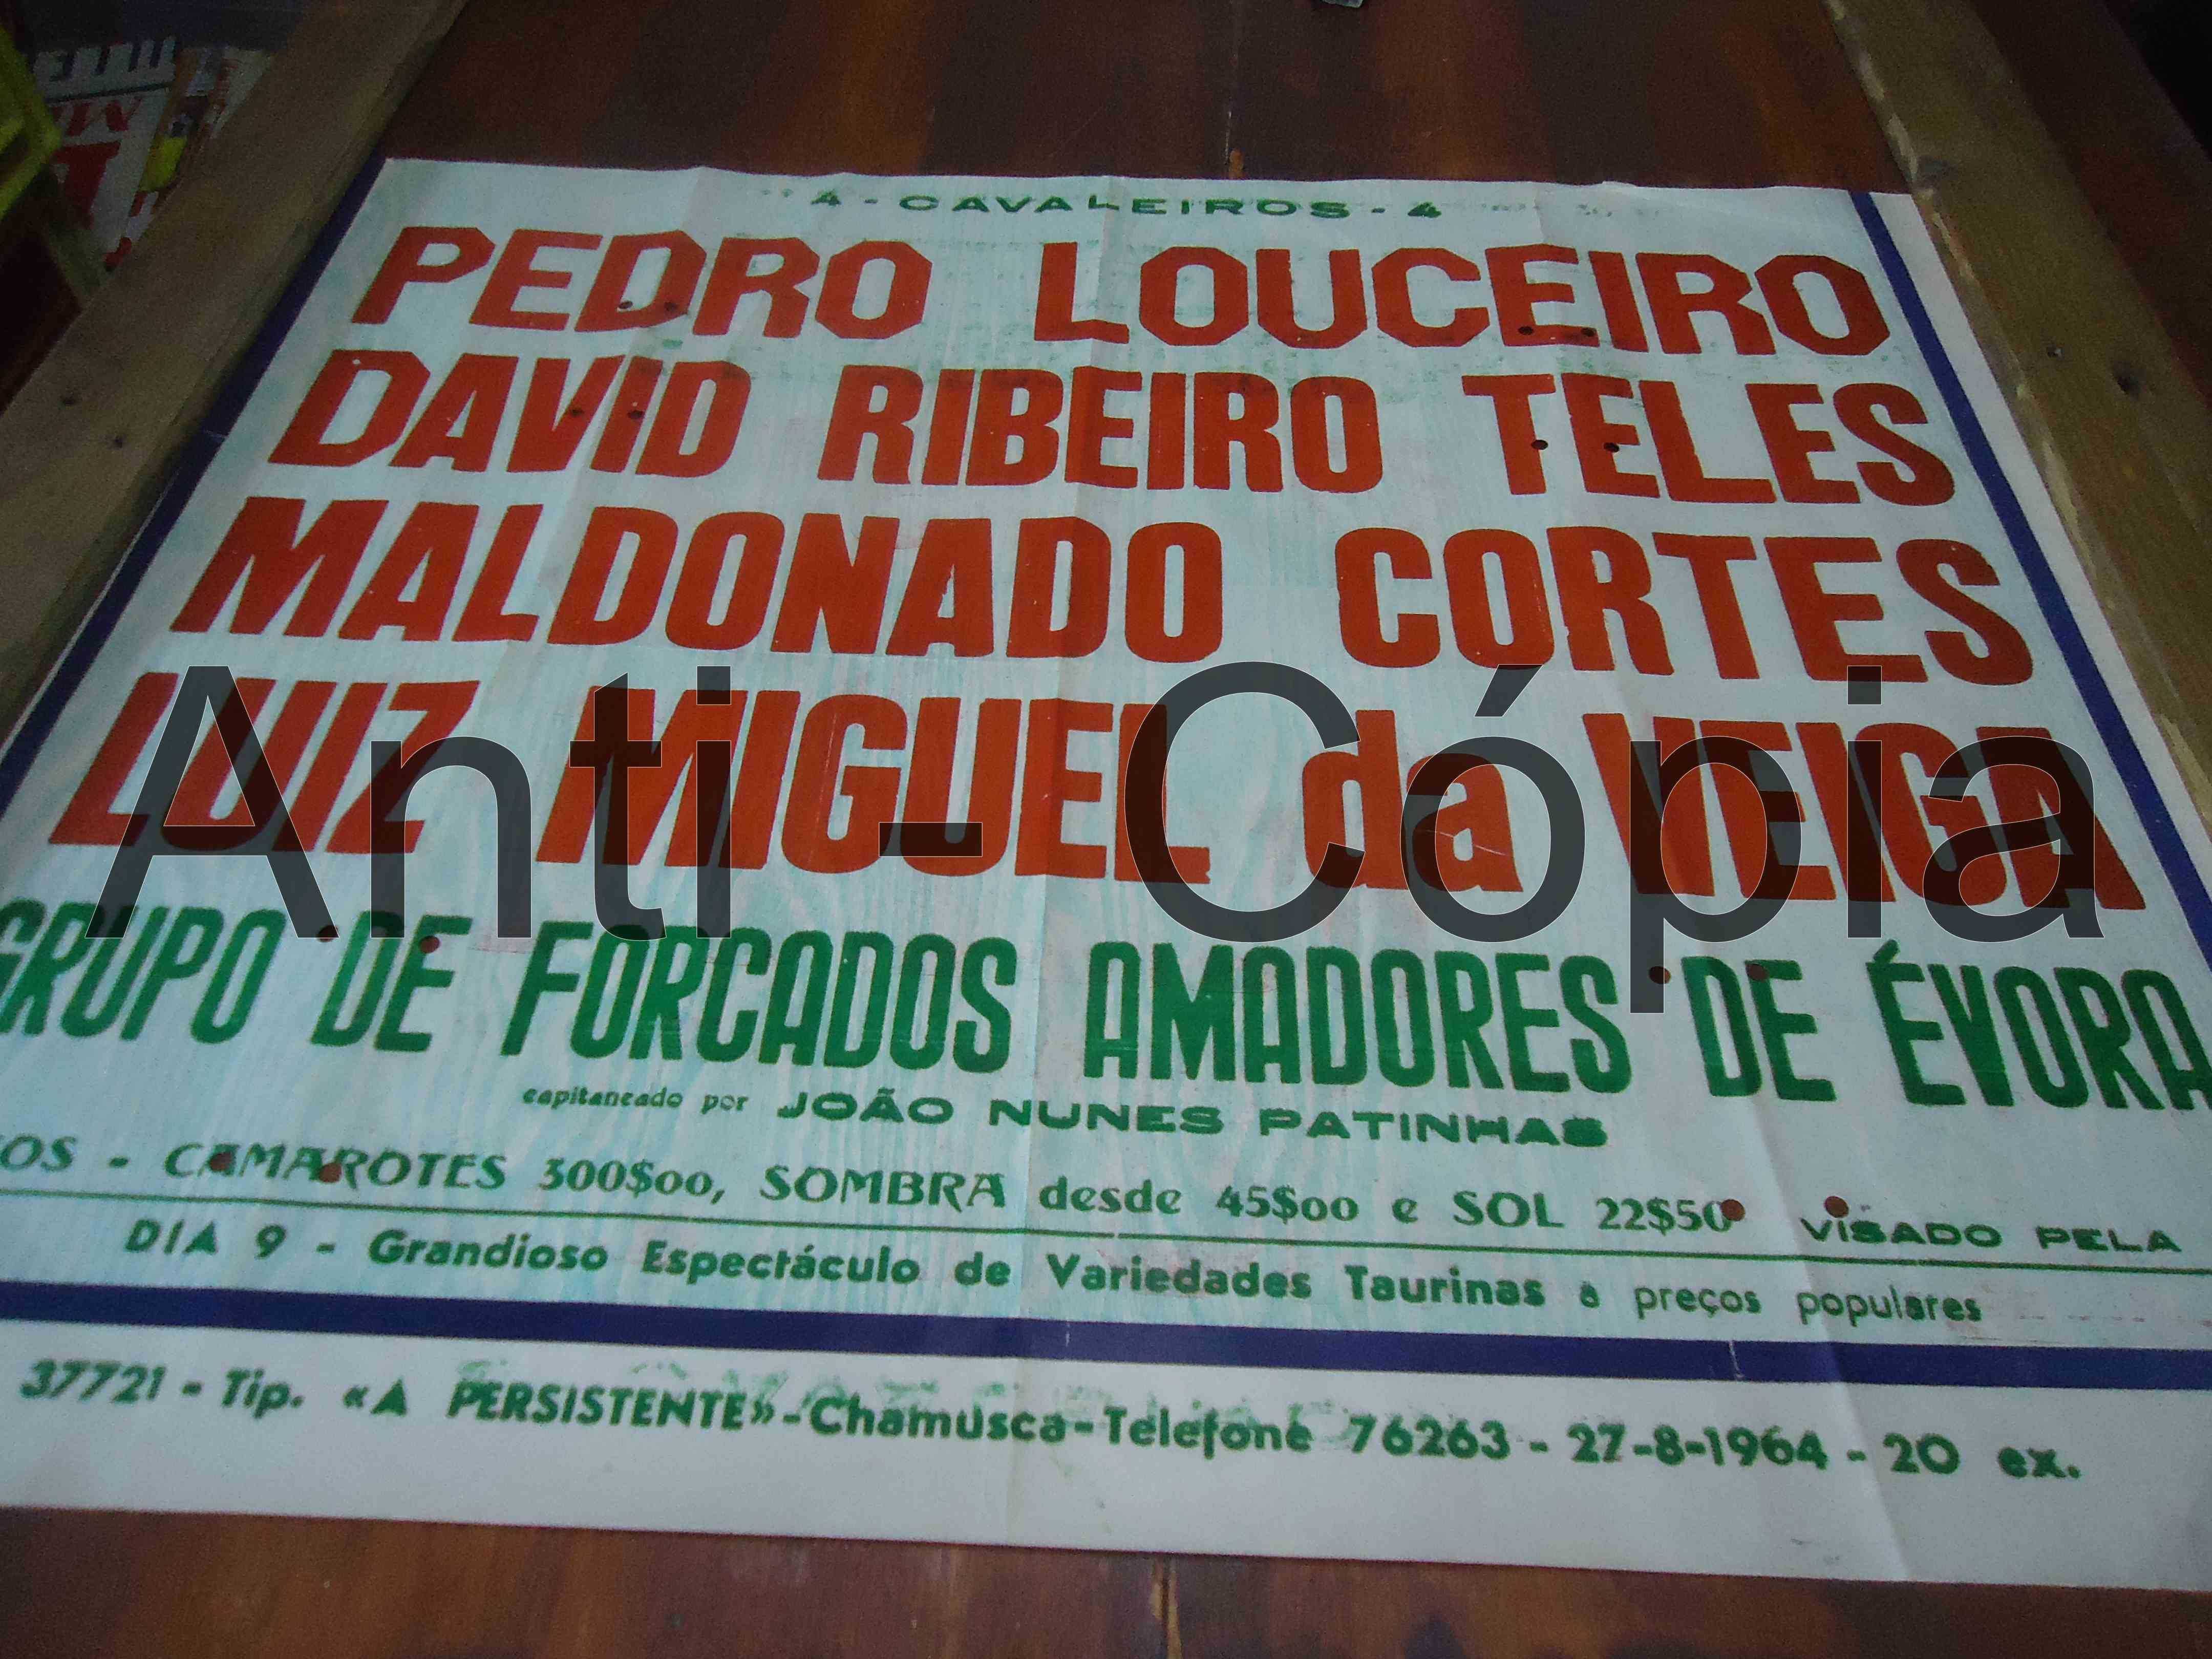 4 - CAVALEIROS - 4
PEDRO LOUCEIRO
DAVID RIBEIRO TELES
MALDONADO CORTES
LUIZ MIGUEL da VEIGA
Anti - Cópia
GRUPO DE FORCADOS AMADORES DE ÉVORA
capitaneado por JOÃO NUNES PATINHAS
OS - CAMAROTES 300$00, SOMBRA desde 45$00 e SOL 22$50 VISADO PELA
DIA 9 - Grandioso Espectáculo de Variedades Taurinas a preços populares
37721 - Tip. «A PERSISTENTE» - Chamusca - Telefone 76263 - 27-8-1964 - 20 ex.